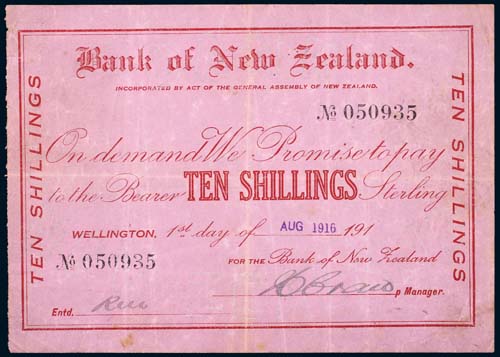 Bank of New Zealand.
INCORPORATED BY ACT OF THE GENERAL ASSEMBLY OF NEW ZEALAND.
№ 050935
TEN SHILLINGS
TEN SHILLINGS
On demand We Promise to pay
to the Bearer TEN SHILLINGS Sterling
WELLINGTON, 1st day of AUG 1916 191
№ 050935
FOR THE Bank of New Zealand
p Manager.
Entd.